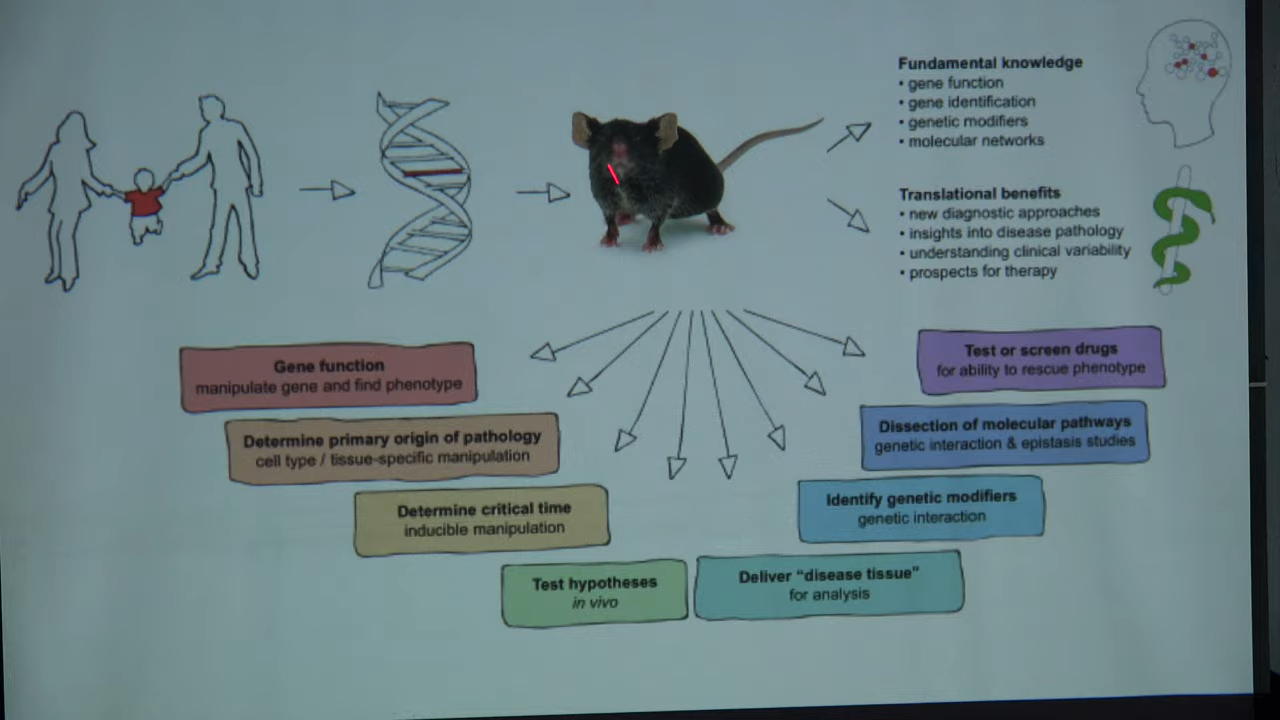 Fundamental knowledge
• gene function
• gene identification
• genetic modifiers
• molecular networks
Translational benefits
• new diagnostic approaches
• insights into disease pathology
• understanding clinical variability
• prospects for therapy
Gene function
manipulate gene and find phenotype
Determine primary origin of pathology
cell type / tissue-specific manipulation
Determine critical time
inducible manipulation
Test hypotheses
in vivo
Deliver “disease tissue”
for analysis
Identify genetic modifiers
genetic interaction
Dissection of molecular pathways
genetic interaction & epistasis studies
Test or screen drugs
for ability to rescue phenotype